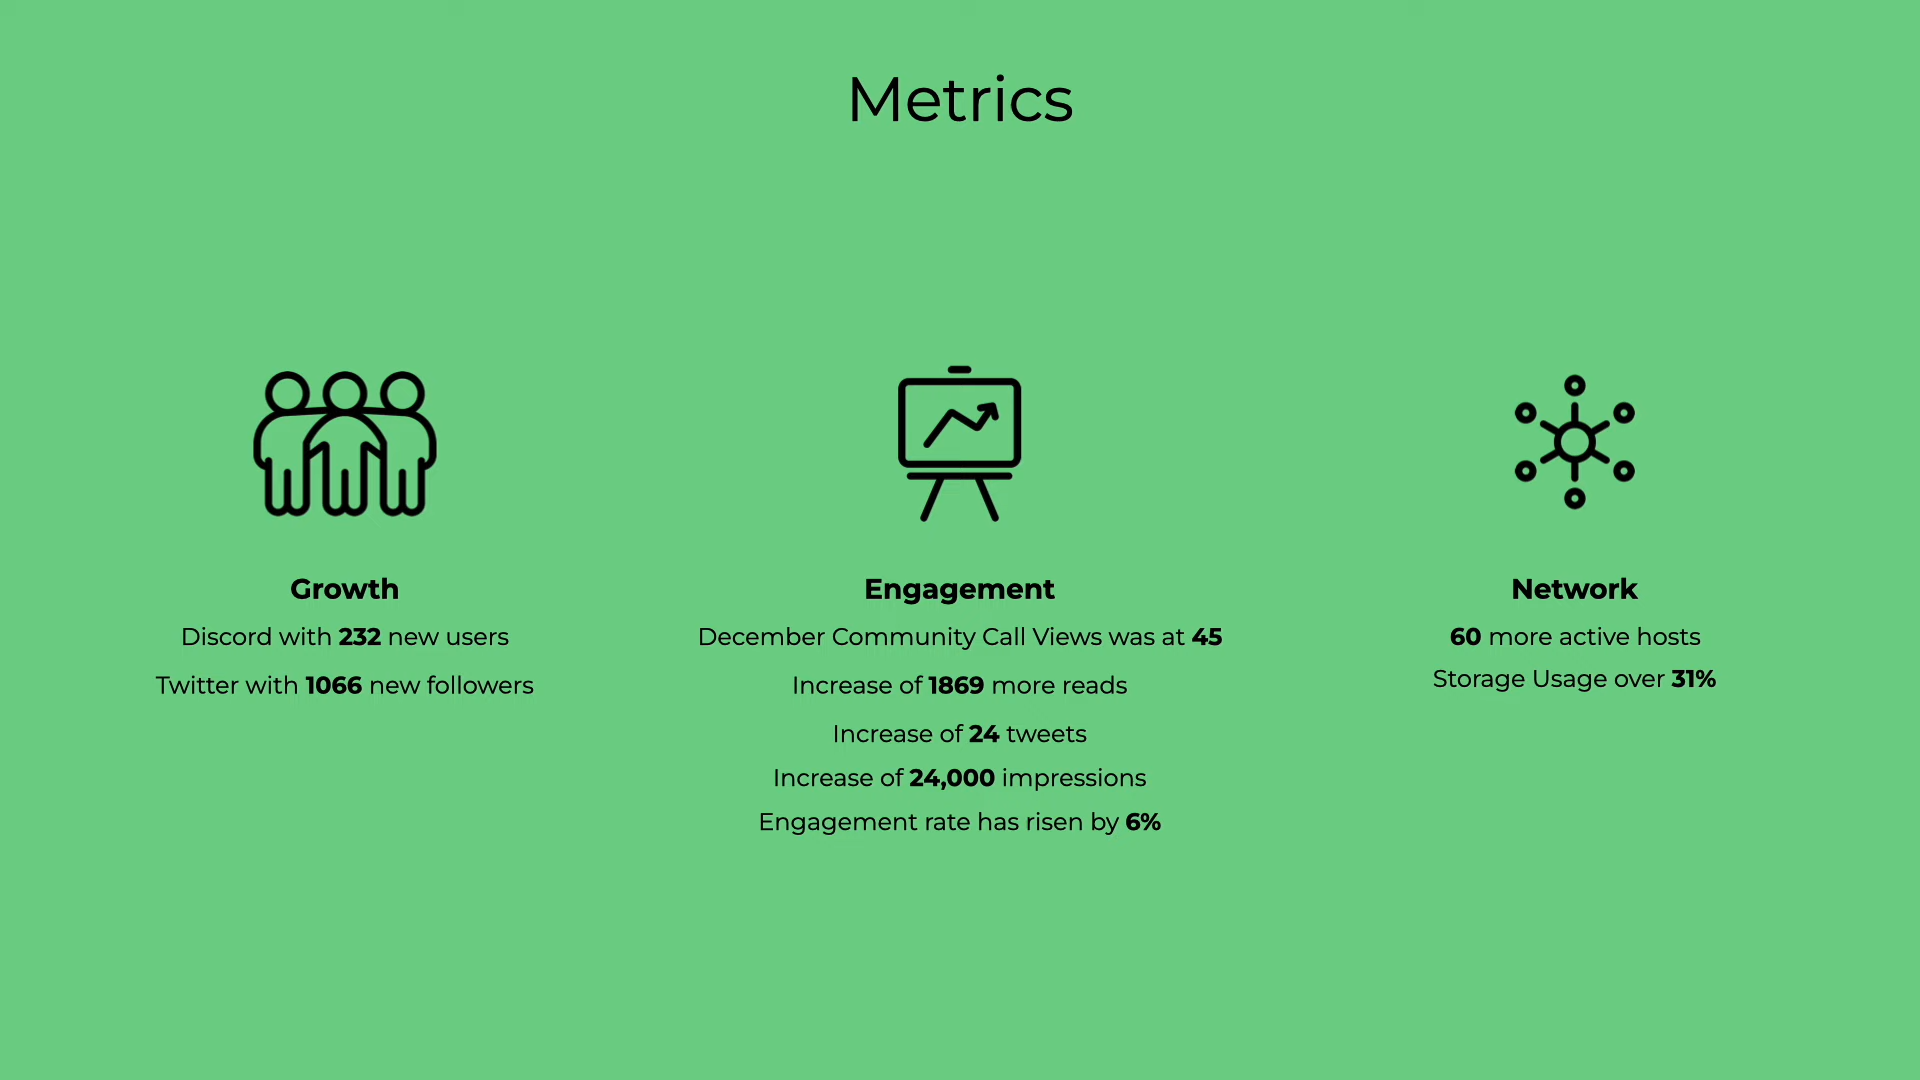 Metrics
Growth
Discord with 232 new users
Twitter with 1066 new followers
Engagement
December Community Call Views was at 45
Increase of 1869 more reads
Increase of 24 tweets
Increase of 24,000 impressions
Engagement rate has risen by 6%
Network
60 more active hosts
Storage Usage over 31%